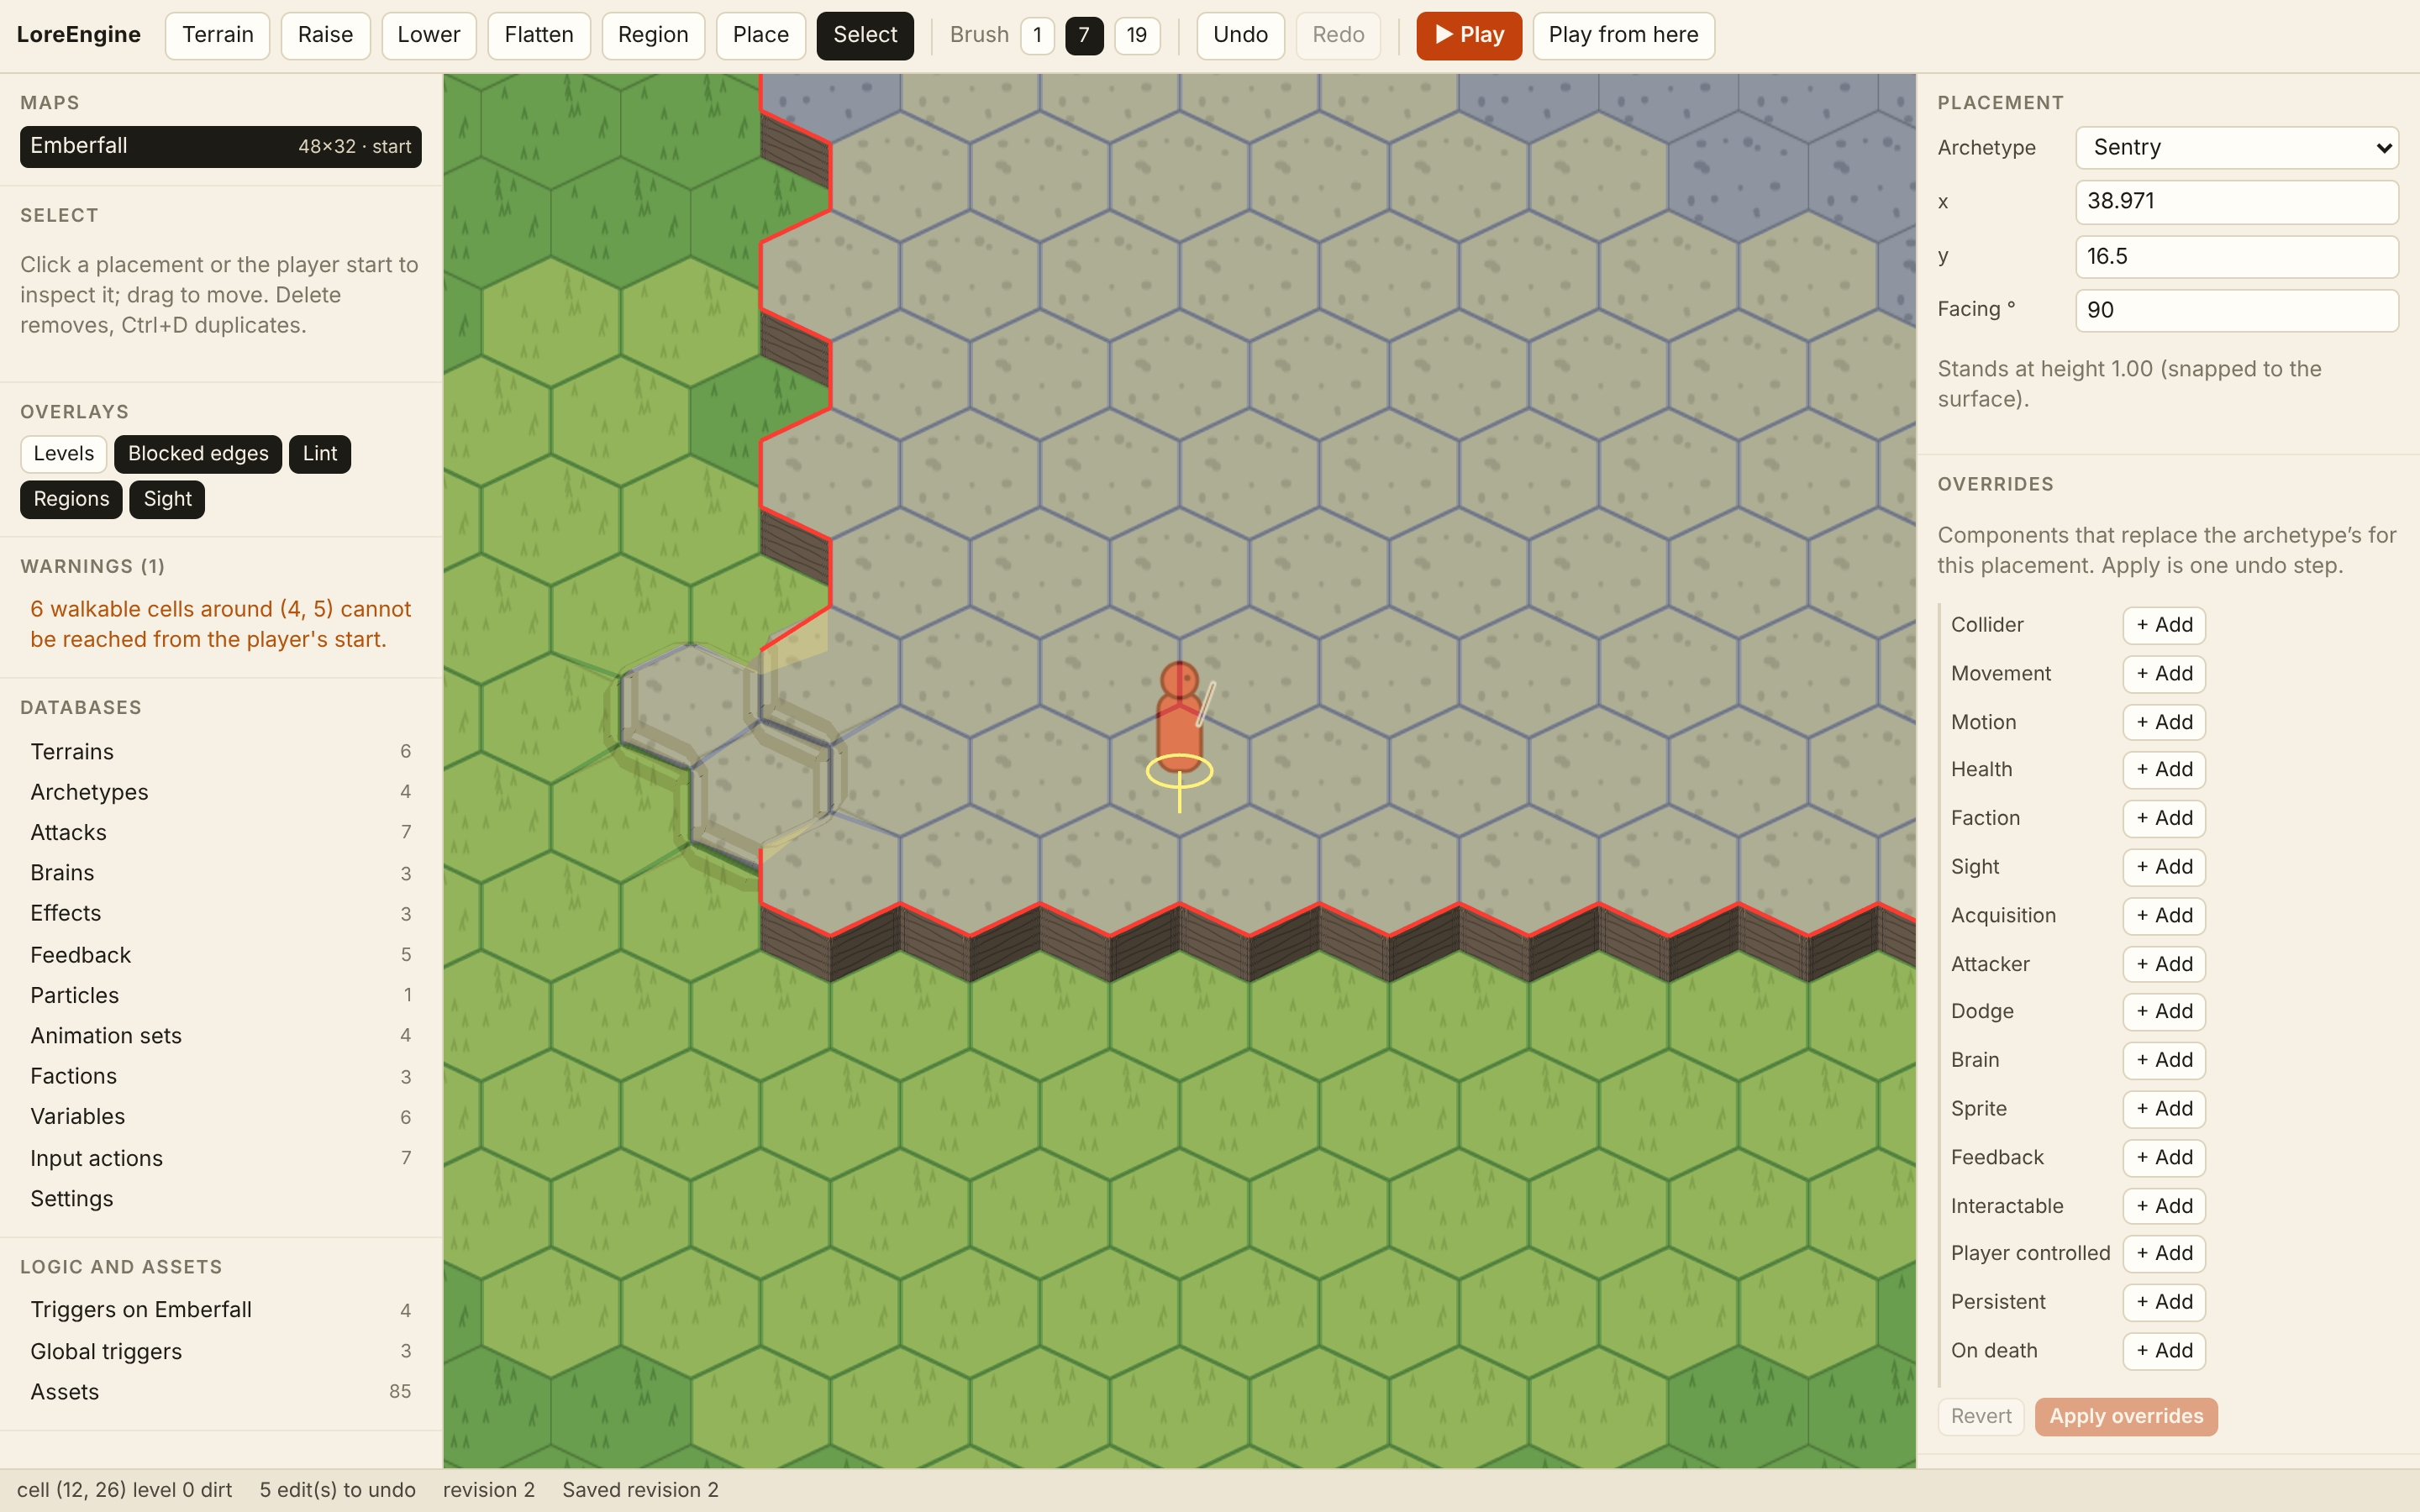 LoreEngine
Terrain
Raise
Lower
Flatten
Region
Place
Select
Brush
1
7
19
Undo
Redo
▶ Play
Play from here
MAPS
Emberfall 48×32 · start
SELECT
Click a placement or the player start to
inspect it; drag to move. Delete
removes, Ctrl+D duplicates.
OVERLAYS
Levels
Blocked edges
Lint
Regions
Sight
WARNINGS (1)
6 walkable cells around (4, 5) cannot
be reached from the player's start.
DATABASES
Terrains 6
Archetypes 4
Attacks 7
Brains 3
Effects 3
Feedback 5
Particles 1
Animation sets 4
Factions 3
Variables 6
Input actions 7
Settings
LOGIC AND ASSETS
Triggers on Emberfall 4
Global triggers 3
Assets 85
PLACEMENT
Archetype Sentry
x 38.971
y 16.5
Facing ° 90
Stands at height 1.00 (snapped to the
surface).
OVERRIDES
Components that replace the archetype’s for
this placement. Apply is one undo step.
Collider + Add
Movement + Add
Motion + Add
Health + Add
Faction + Add
Sight + Add
Acquisition + Add
Attacker + Add
Dodge + Add
Brain + Add
Sprite + Add
Feedback + Add
Interactable + Add
Player controlled + Add
Persistent + Add
On death + Add
Revert
Apply overrides
cell (12, 26) level 0 dirt
5 edit(s) to undo
revision 2
Saved revision 2